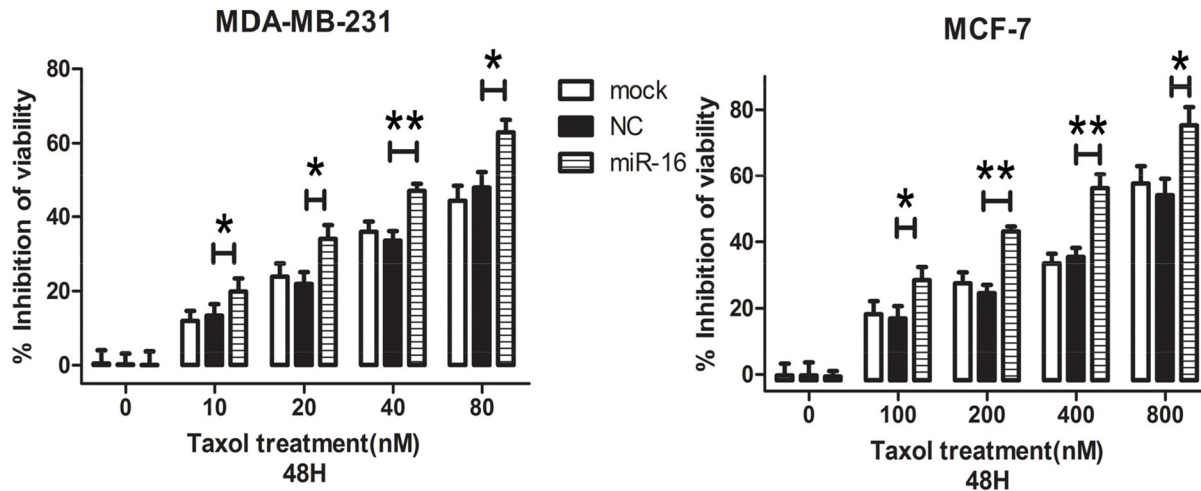 MDA-MB-231
% Inhibition of viability
80
60
40
20
0
* * ** *
0 10 20 40 80
Taxol treatment(nM)
48H
mock
NC
miR-16
MCF-7
% Inhibition of viability
80
60
40
20
0
* ** ** *
0 100 200 400 800
Taxol treatment(nM)
48H